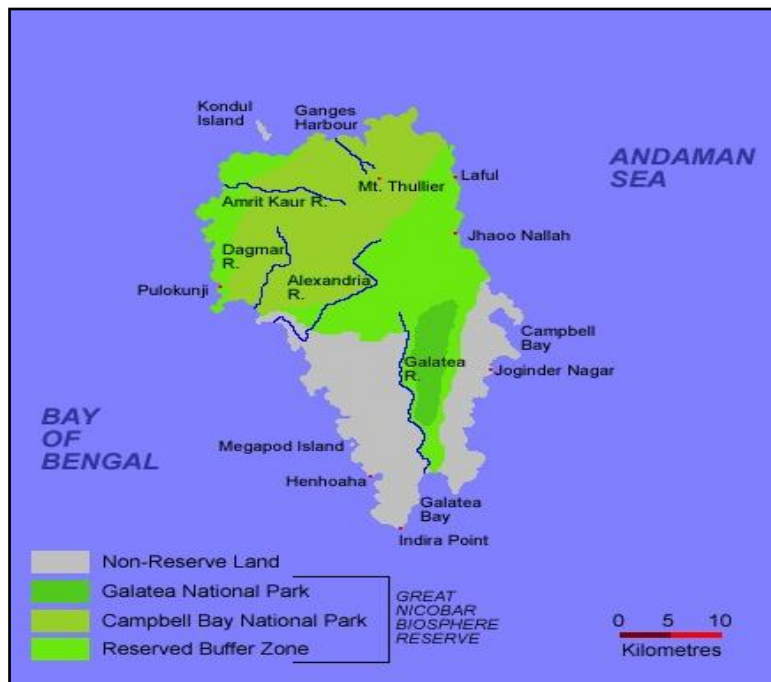 Kondul
Island
Ganges
Harbour
ANDAMAN
SEA
Mt. Thullier
Laful
Amrit Kaur R.
Jhaoo Nallah
Dagmar
R.
Alexandria
R.
Pulokunji
Campbell
Bay
Galatea
R.
Joginder Nagar
BAY
OF
BENGAL
Megapod Island
Henhoaha
Galatea
Bay
Indira Point
Non-Reserve Land
Galatea National Park
Campbell Bay National Park
Reserved Buffer Zone
GREAT
NICOBAR
BIOSPHERE
RESERVE
0 5 10
Kilometres